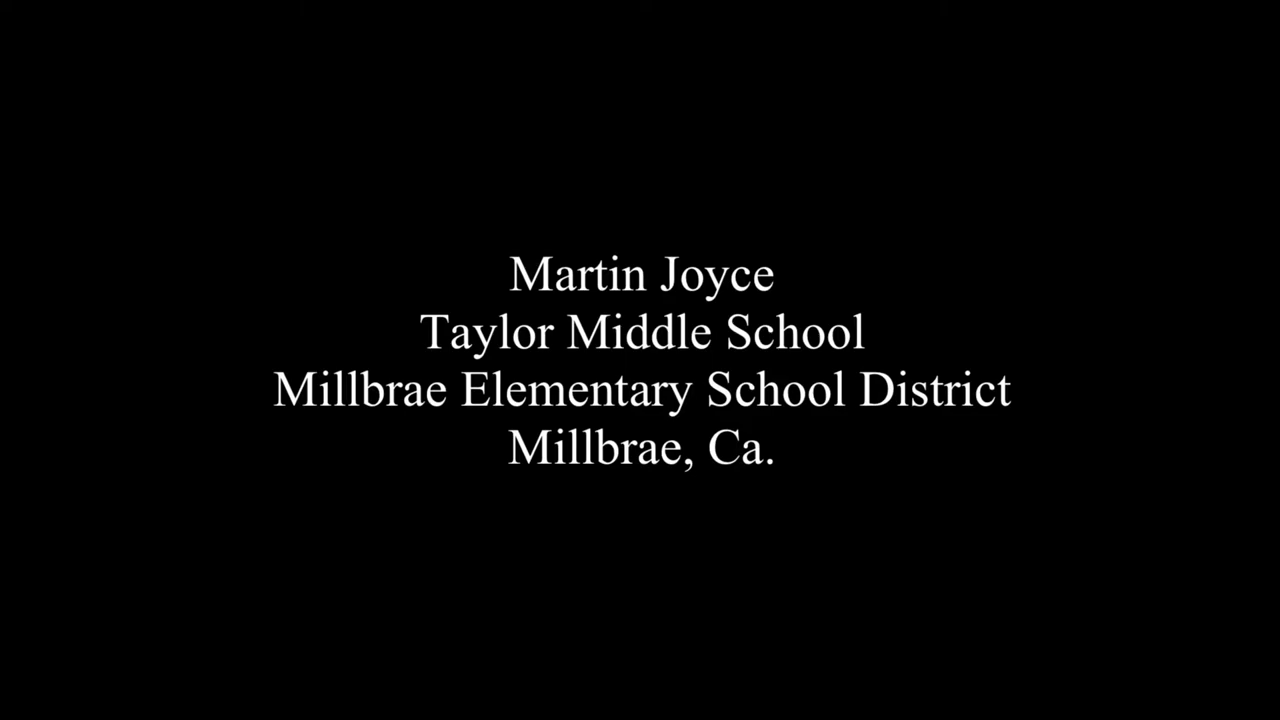 Martin Joyce
Taylor Middle School
Millbrae Elementary School District
Millbrae, Ca.